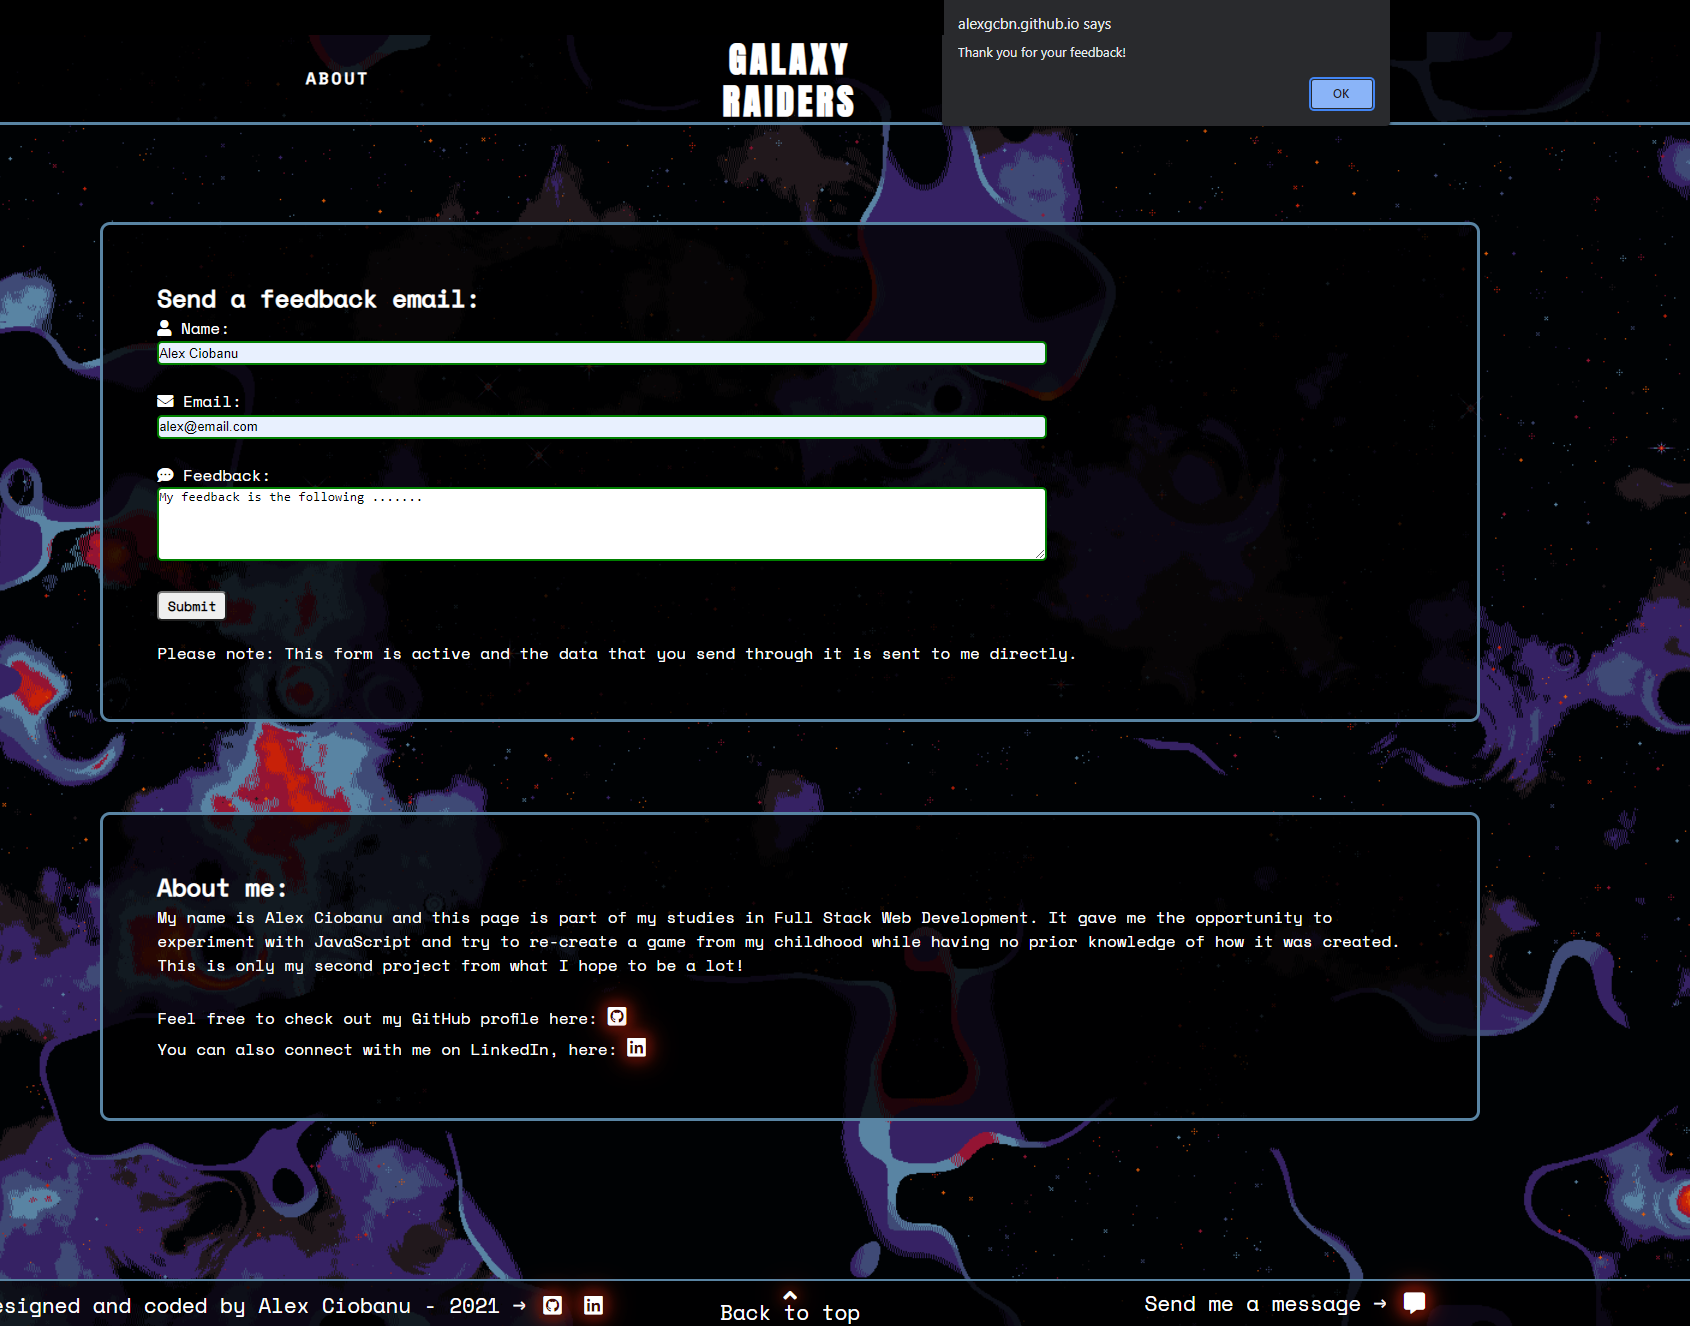 alexgcbn.github.io says
Thank you for your feedback!
OK
ABOUT
GALAXY
RAIDERS
Send a feedback email:
Name:
Alex Ciobanu
Email:
alex@email.com
Feedback:
My feedback is the following .......
Submit
Please note: This form is active and the data that you send through it is sent to me directly.
About me:
My name is Alex Ciobanu and this page is part of my studies in Full Stack Web Development. It gave me the opportunity to
experiment with JavaScript and try to re-create a game from my childhood while having no prior knowledge of how it was created.
This is only my second project from what I hope to be a lot!
Feel free to check out my GitHub profile here:
You can also connect with me on LinkedIn, here: in
esigned and coded by Alex Ciobanu - 2021 → in
Back to top
Send me a message →